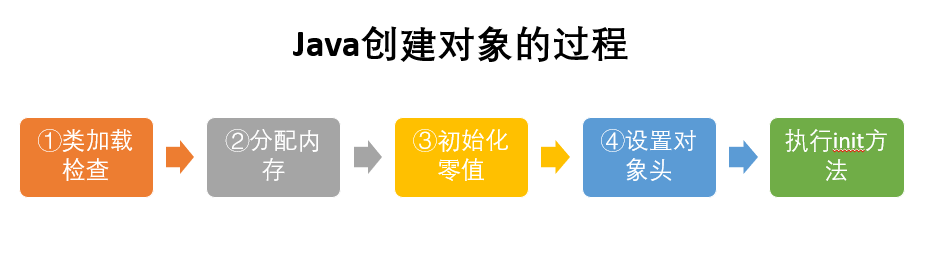 Java创建对象的过程
①类加载
检查
②分配内
存
③初始化
零值
④设置对
象头
执行init方
法